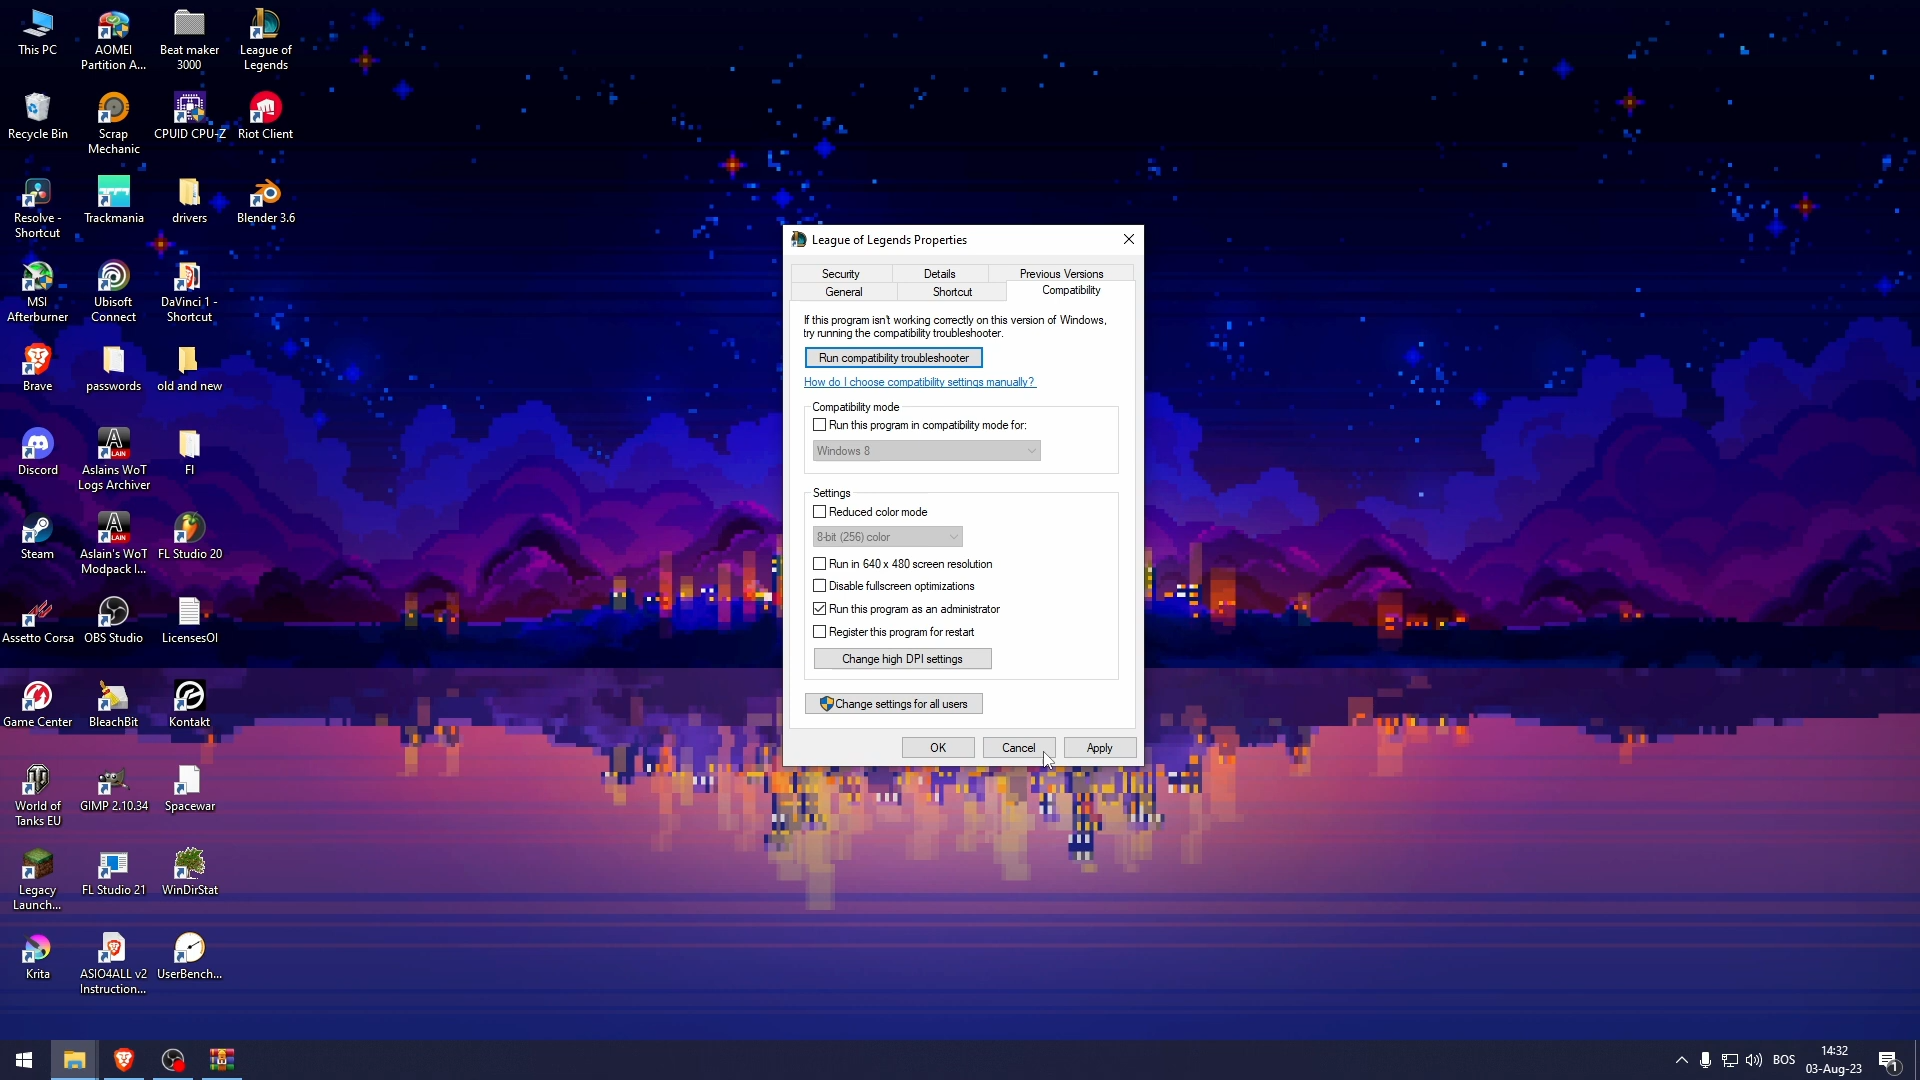 This PC
AOMEI
Partition A...
Beat maker
3000
League of
Legends
Recycle Bin
Scrap
Mechanic
CPUID CPU-Z
Riot Client
Resolve -
Shortcut
Trackmania
drivers
Blender 3.6
MSI
Afterburner
Ubisoft
Connect
DaVinci 1 -
Shortcut
Brave
passwords
old and new
Discord
Aslains WoT
Logs Archiver
FI
Steam
Aslain's WoT
Modpack I...
FL Studio 20
Assetto Corsa
OBS Studio
LicensesOI
Game Center
BleachBit
Kontakt
World of
Tanks EU
GIMP 2.10.34
Spacewar
Legacy
Launch...
FL Studio 21
WinDirStat
Krita
ASIO4ALL v2
Instruction...
UserBench...
League of Legends Properties
Security
Details
Previous Versions
General
Shortcut
Compatibility
If this program isn't working correctly on this version of Windows,
try running the compatibility troubleshooter.
Run compatibility troubleshooter
How do I choose compatibility settings manually?
Compatibility mode
Run this program in compatibility mode for:
Windows 8
Settings
Reduced color mode
8-bit (256) color
Run in 640 x 480 screen resolution
Disable fullscreen optimizations
Run this program as an administrator
Register this program for restart
Change high DPI settings
Change settings for all users
OK
Cancel
Apply
BOS
14:32
03-Aug-23
1